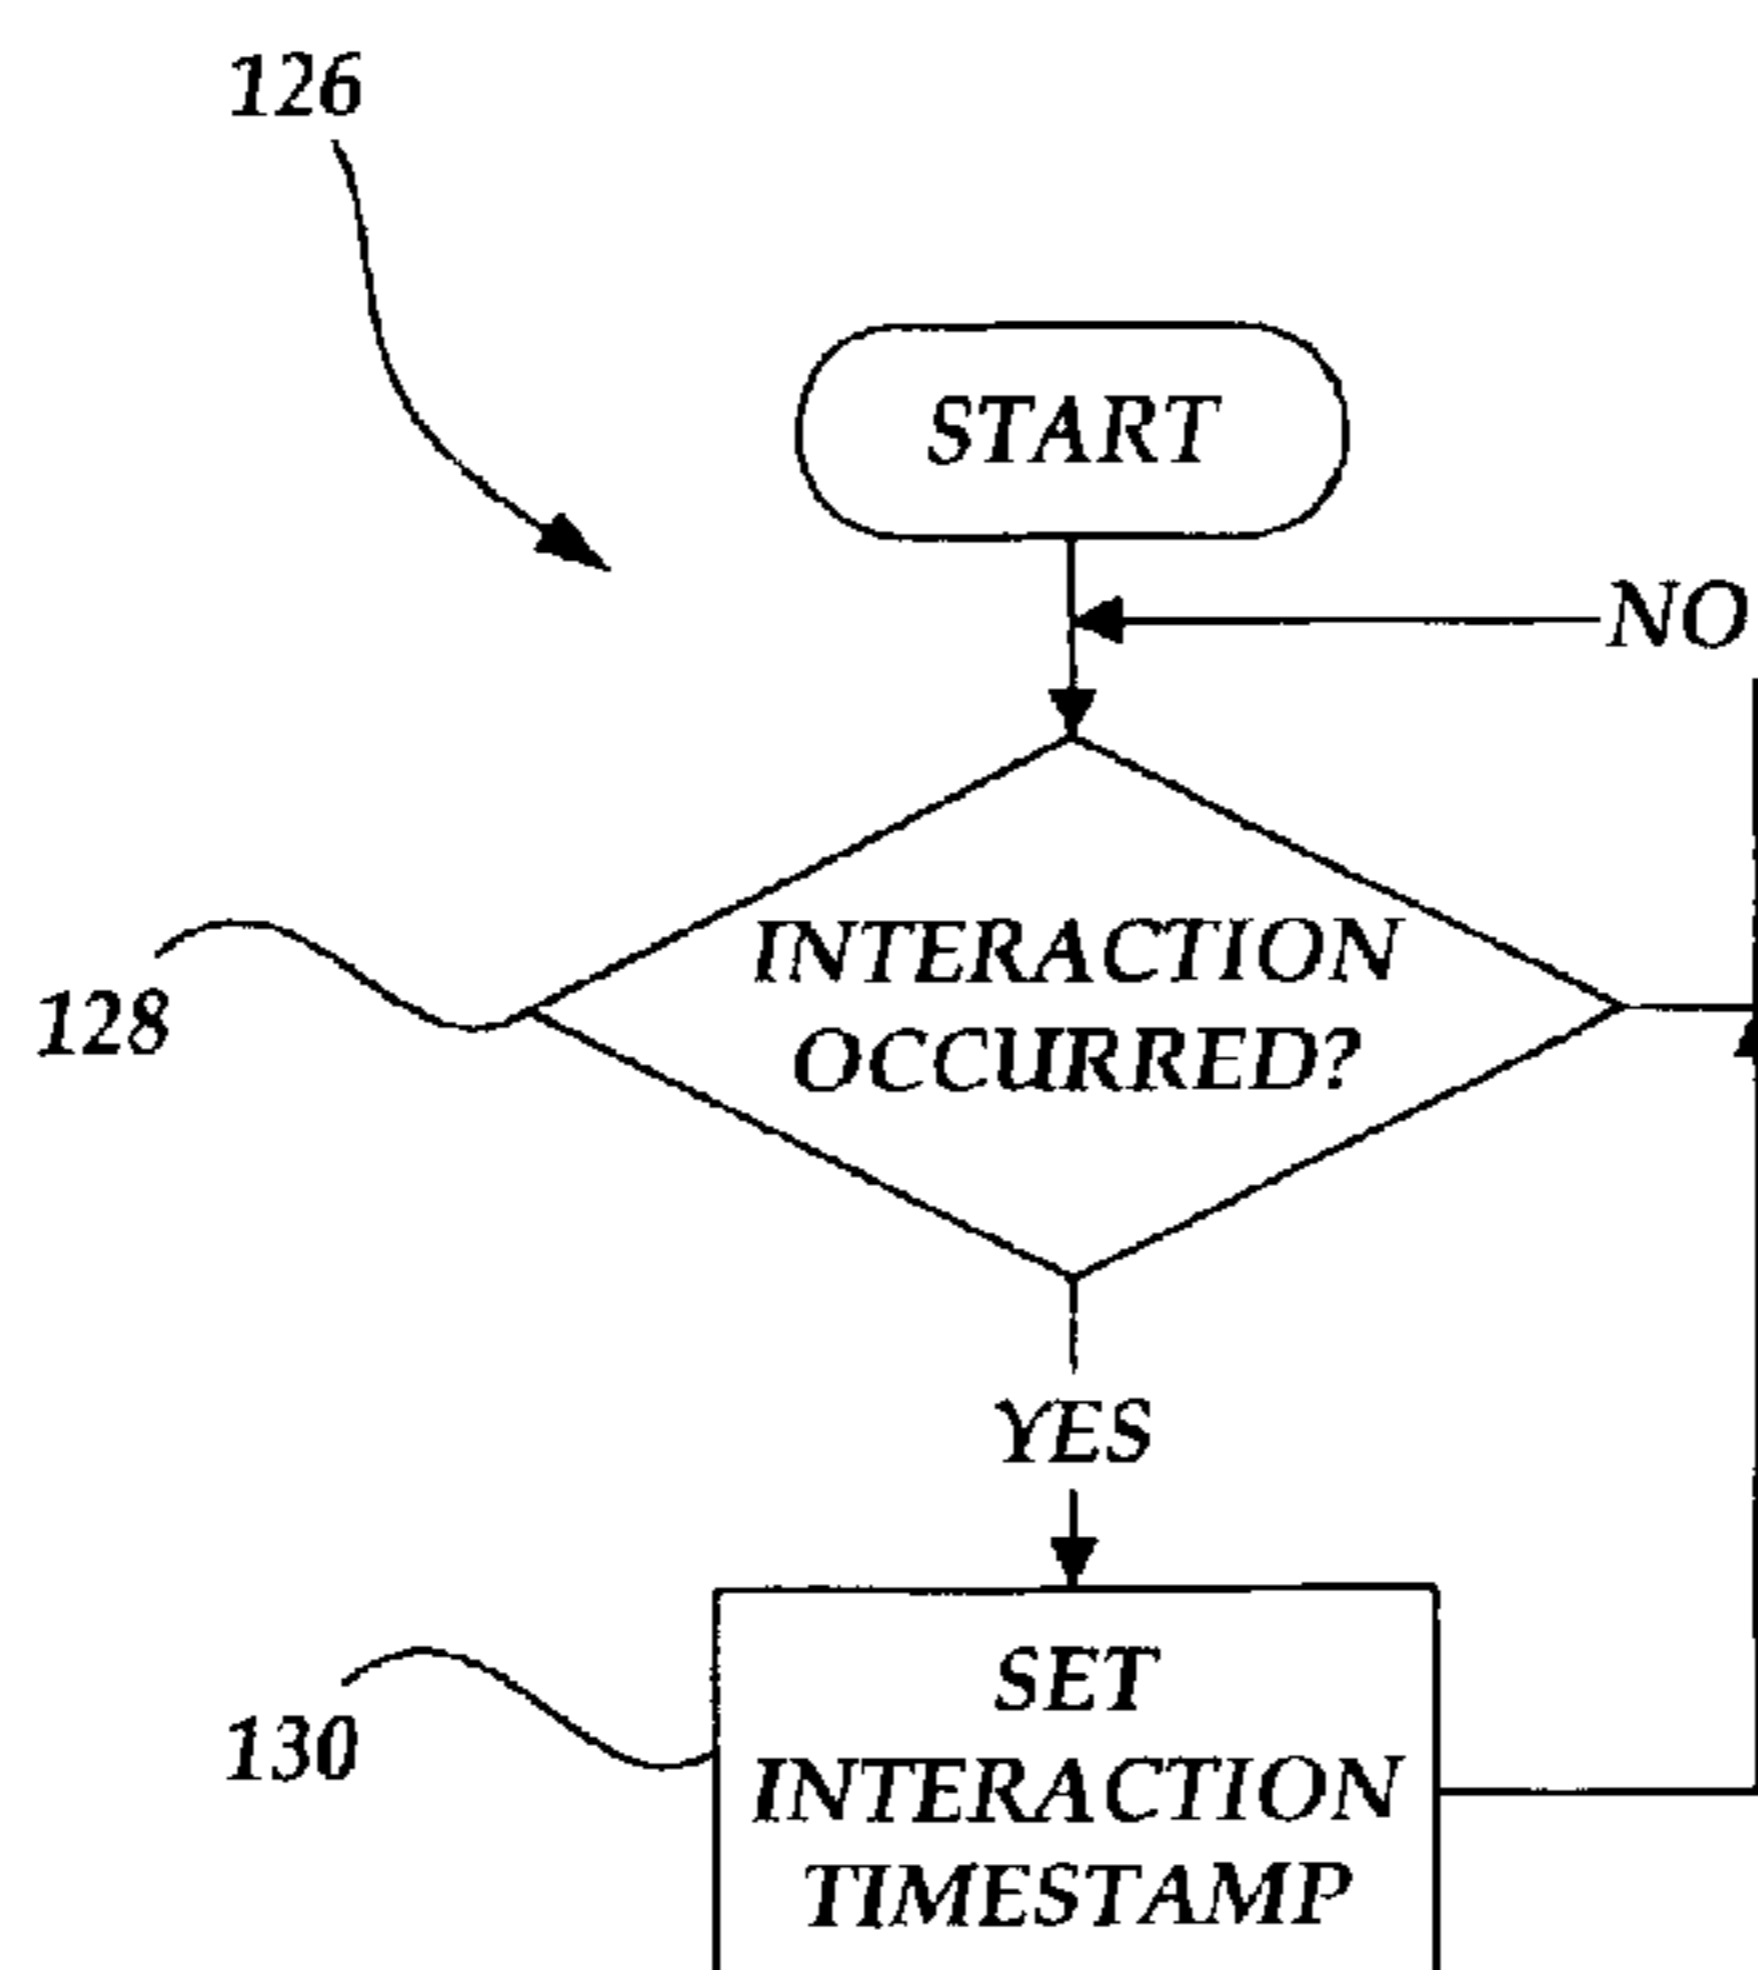 126
START
NO
INTERACTION
OCCURRED?
128
YES
SET
INTERACTION
TIMESTAMP
130